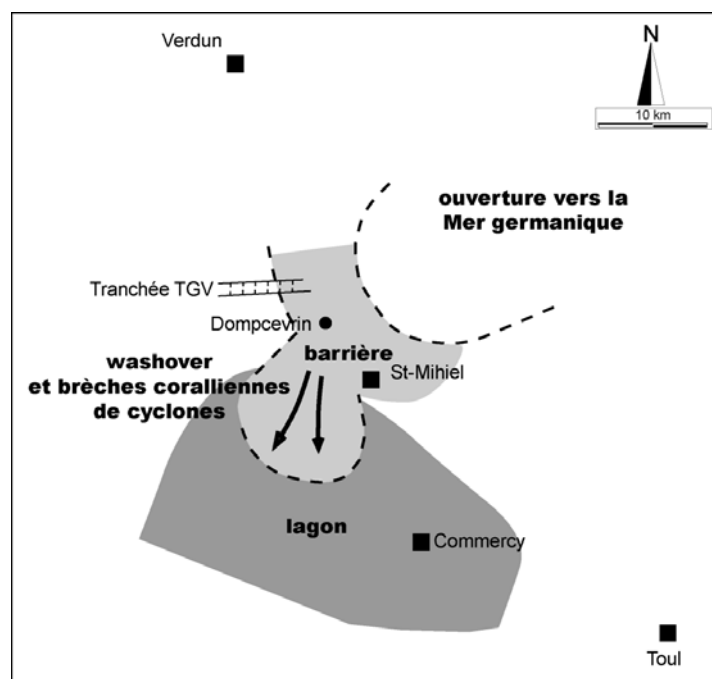 Verdun
N
10 km
ouverture vers la
Mer germanique
Tranchée TGV
Dompcevrin
barrière
washover
et brèches coralliennes
de cyclones
St-Mihiel
lagon
Commercy
Toul